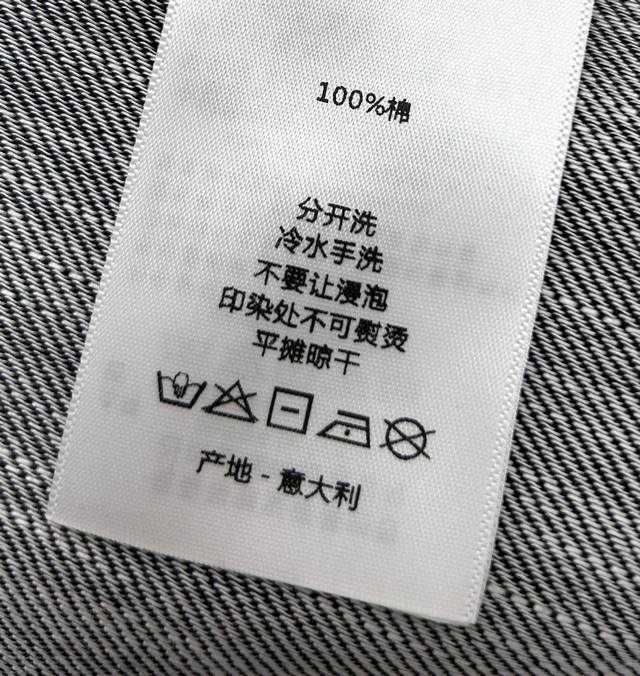 100%棉
分开洗
冷水手洗
不要让浸泡
印染处不可熨烫
平摊晾干
产地 - 意大利